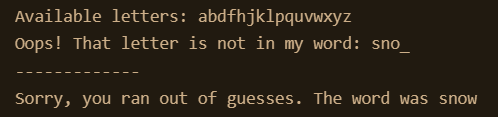 Available letters: abdfhjklpquvwxyz
Oops! That letter is not in my word: sno_
-------------
Sorry, you ran out of guesses. The word was snow